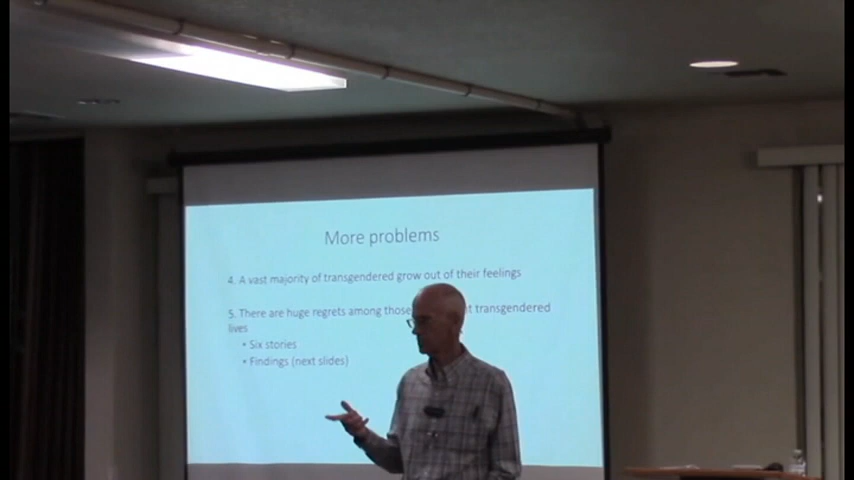 More problems
4. A vast majority of transgendered grow out of their feelings
5. There are huge regrets among those transgendered
lives
• Six stories
• Findings (next slides)